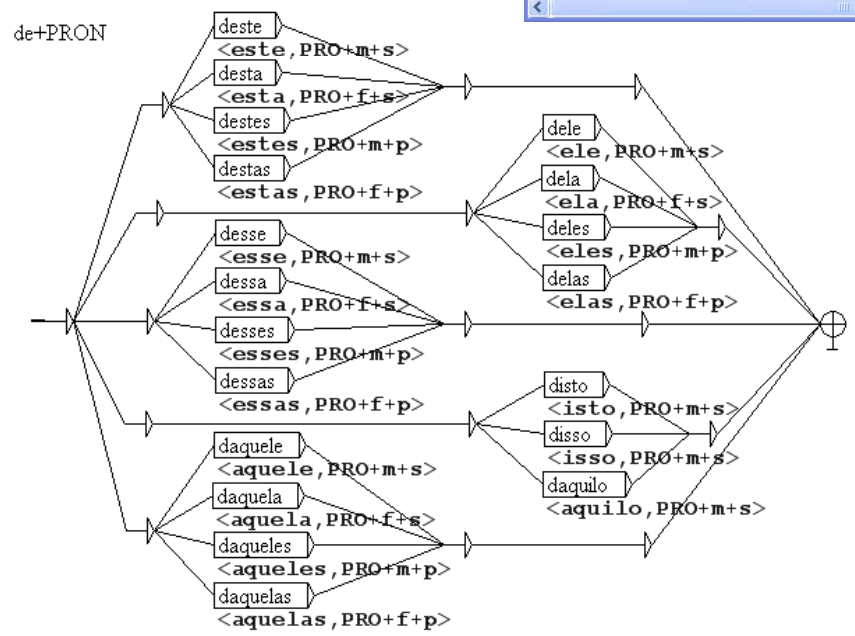 de+PRON
deste
<este,PRO+m+s>
desta
<esta,PRO+f+s>
destes
<estes,PRO+m+p>
destas
<estas,PRO+f+p>
dele
<ele,PRO+m+s>
dela
<ela,PRO+f+s>
deles
<eles,PRO+m+p>
delas
<elas,PRO+f+p>
desse
<esse,PRO+m+s>
dessa
<essa,PRO+f+s>
desses
<esses,PRO+m+p>
dessas
<essas,PRO+f+p>
disto
<isto,PRO+m+s>
disso
<isso,PRO+m+s>
daquilo
<aquilo,PRO+m+s>
daquele
<aquele,PRO+m+s>
daquela
<aquela,PRO+f+s>
daqueles
<aqueles,PRO+m+p>
daquelas
<aquelas,PRO+f+p>